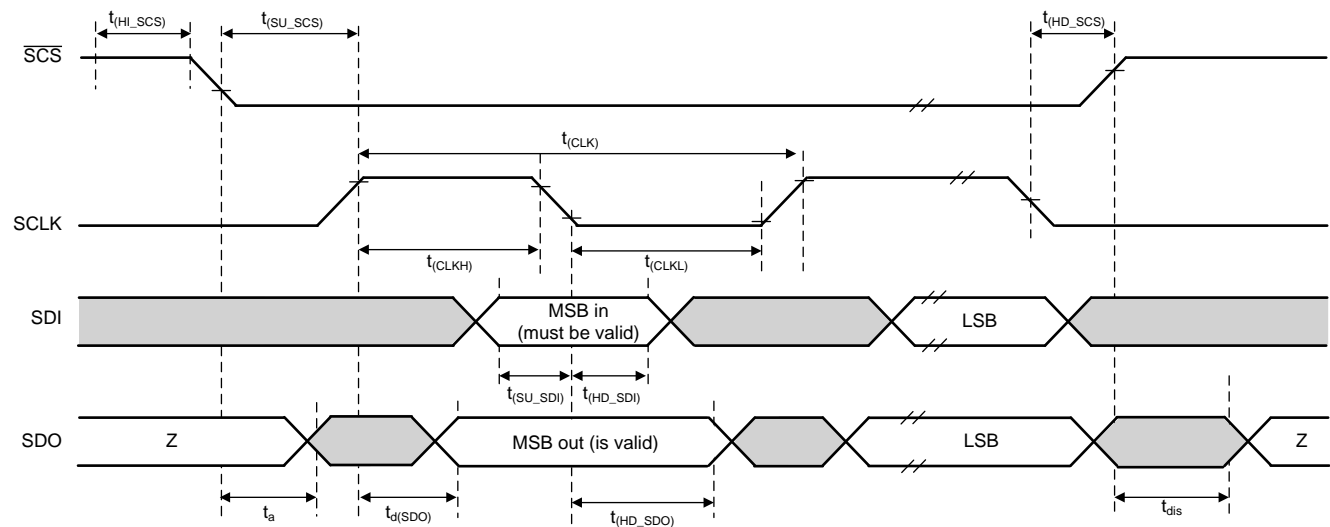 t(HI_SCS)
t(SU_SCS)
t(HD_SCS)
SCS
t(CLK)
SCLK
t(CLKH)
t(CLKL)
SDI
MSB in
(must be valid)
LSB
t(SU_SDI)
t(HD_SDI)
SDO
Z
MSB out (is valid)
LSB
Z
ta
td(SDO)
t(HD_SDO)
tdis